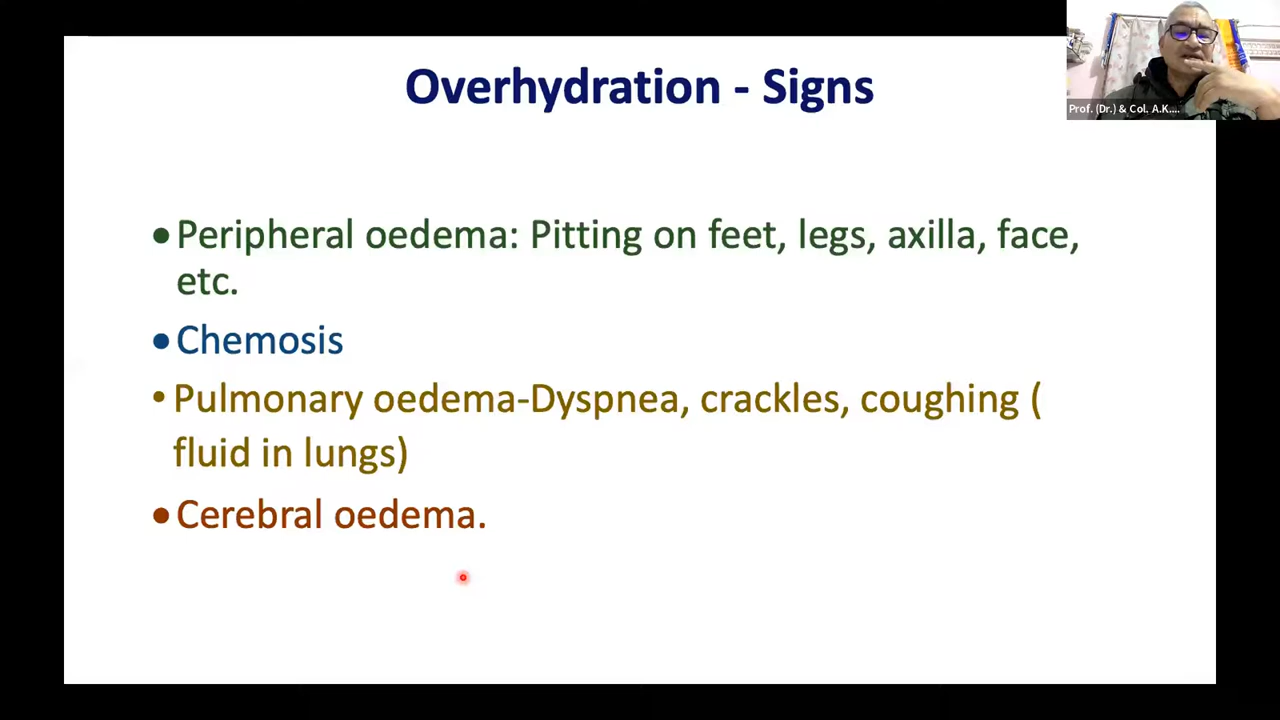 Overhydration - Signs
Prof. (Dr.) & Col. A.K....
•Peripheral oedema: Pitting on feet, legs, axilla, face,
etc.
•Chemosis
• Pulmonary oedema-Dyspnea, crackles, coughing (
fluid in lungs)
•Cerebral oedema.